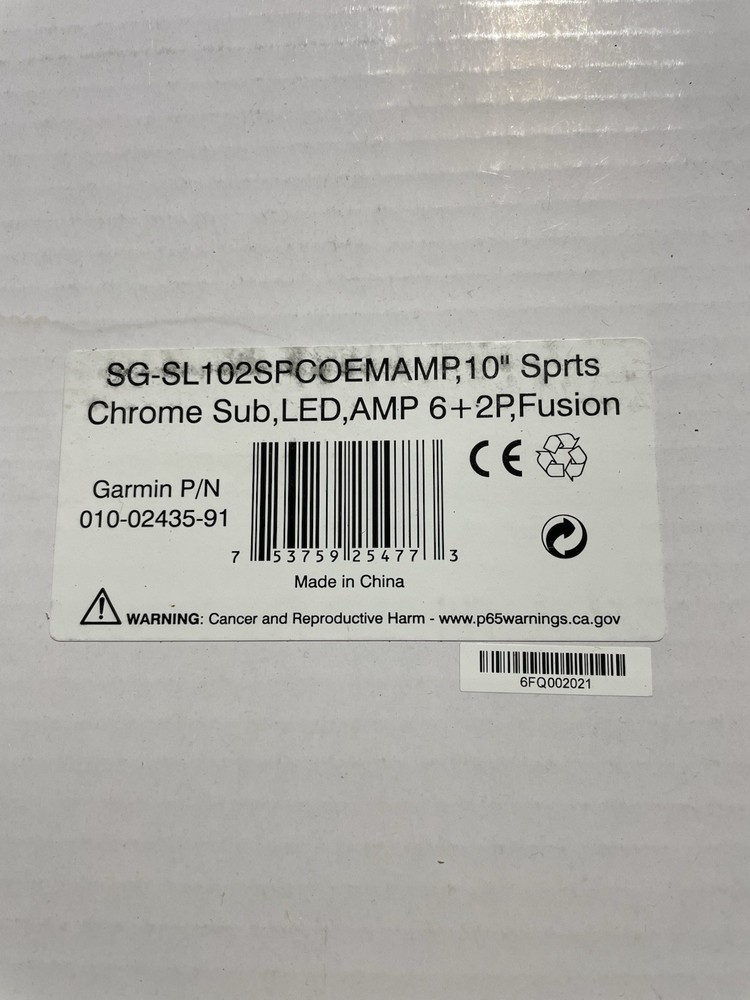 SG-SL102SPCOEMAMP,10" Sprts
Chrome Sub,LED,AMP 6+2P,Fusion
Garmin P/N
010-02435-91
7 53759 25477 3
Made in China
WARNING: Cancer and Reproductive Harm - www.p65warnings.ca.gov
6FQ002021